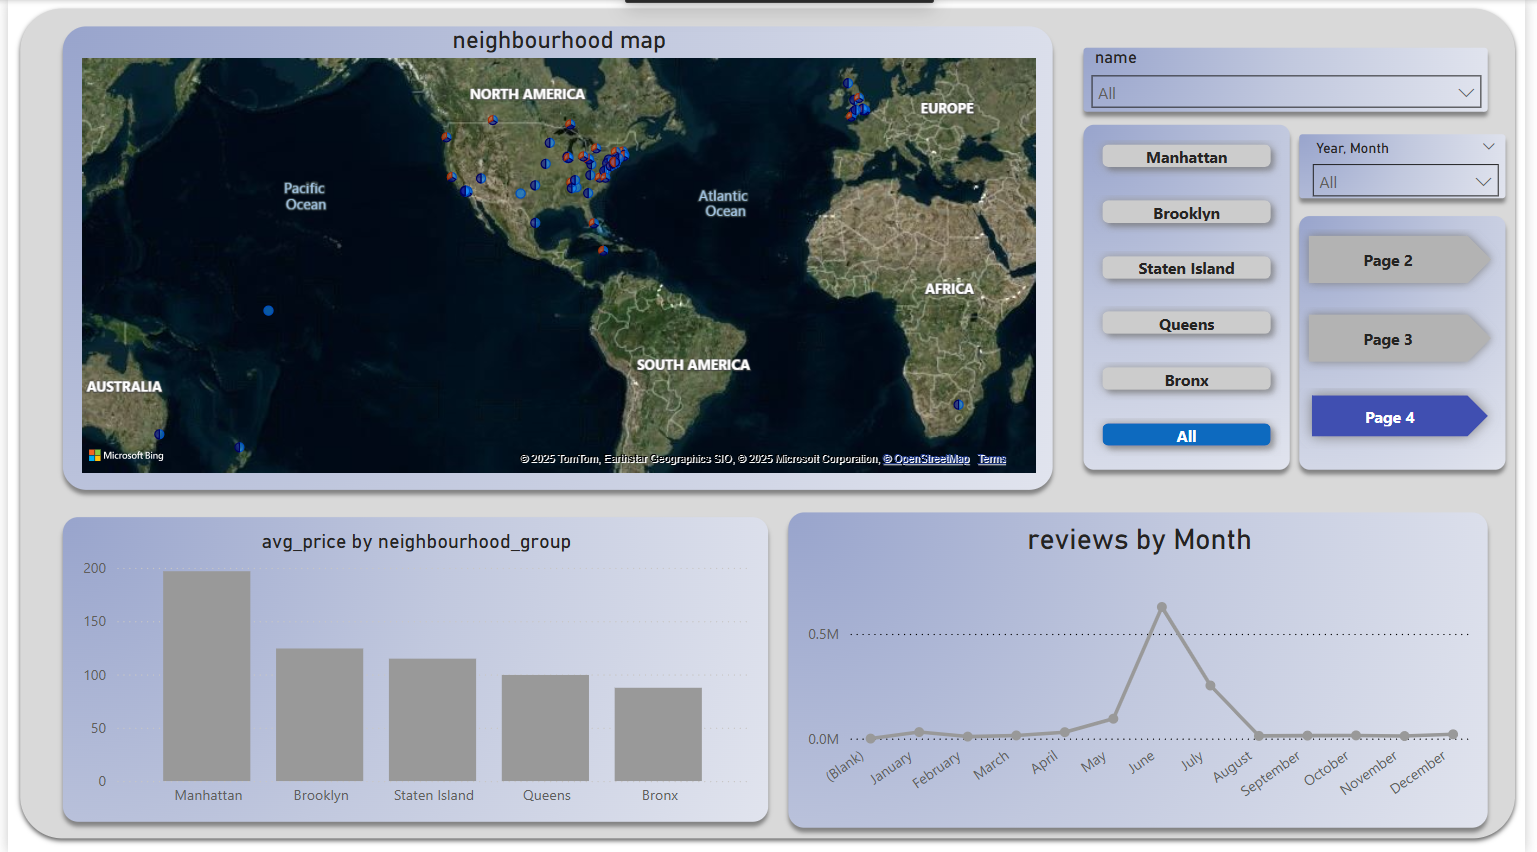 neighbourhood map
NORTH AMERICA
EUROPE
Pacific
Ocean
Atlantic
Ocean
AFRICA
SOUTH AMERICA
AUSTRALIA
Microsoft Bing
© 2025 TomTom, Earthstar Geographics SIO, © 2025 Microsoft Corporation, © OpenStreetMap Terms
name
All
Manhattan
Brooklyn
Staten Island
Queens
Bronx
All
Year, Month
All
Page 2
Page 3
Page 4
avg_price by neighbourhood_group
200
150
100
50
0
Manhattan Brooklyn Staten Island Queens Bronx
reviews by Month
0.5M
0.0M
(Blank) January February March April May June July August September October November December